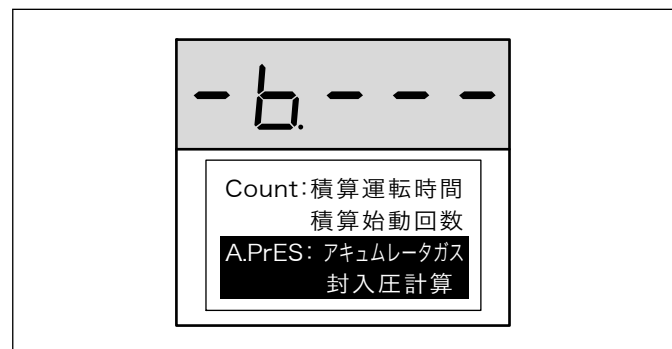 -b.---
Count:積算運転時間
積算始動回数
A.PrES:アキュムレータガス
封入圧計算